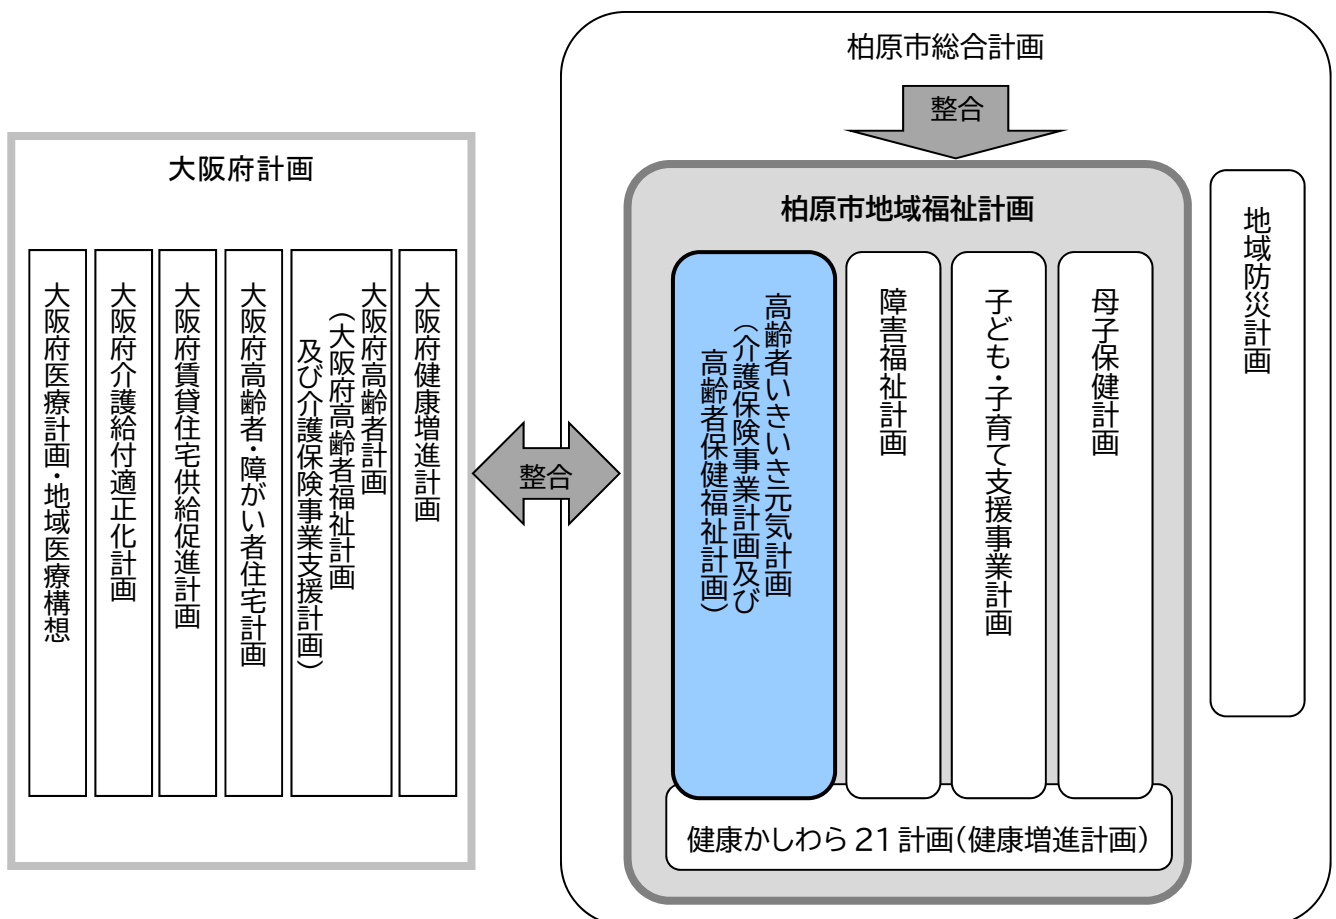 柏原市総合計画
整合
大阪府計画
大阪府健康増進計画
大阪府高齢者計画
(大阪府高齢者福祉計画
及び介護保険事業支援計画)
大阪府高齢者・障がい者住宅計画
大阪府賃貸住宅供給促進計画
大阪府介護給付適正化計画
大阪府医療計画・地域医療構想
整合
柏原市地域福祉計画
高齢者いきいき元気計画
(介護保険事業計画及び
高齢者保健福祉計画)
障害福祉計画
子ども・子育て支援事業計画
母子保健計画
健康かしわら21計画(健康増進計画)
地域防災計画